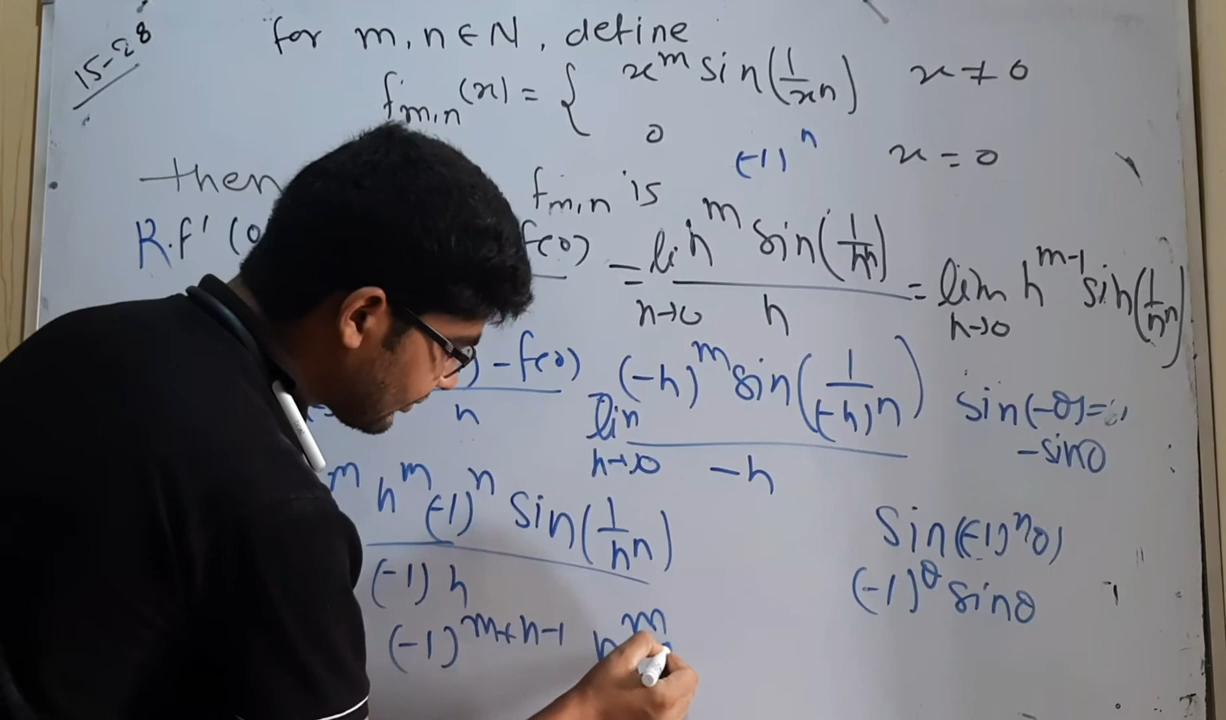 15-28
for m, n ∈ N, define
f_{m,n}(x) = { x^m sin(1/x^n) x ≠ 0
0 x = 0
(-1)^n
then f_{m,n} is
R.f'(0 f(0) = lim_{h→0} h^m sin(1/h^n) / h = lim_{h→0} h^{m-1} sin(1/h^n)
) - f(0) / h lim_{h→0} (-h)^m sin(1/(-h)^n) / -h sin(-θ) = -sinθ
^m h^m (-1)^n sin(1/h^n) / (-1) h
sin((-1)^n θ)
(-1)^θ sinθ
(-1)^{m+n-1} h^m